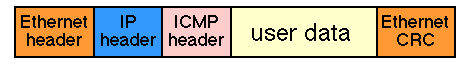 Ethernet header
IP header
ICMP header
user data
Ethernet CRC